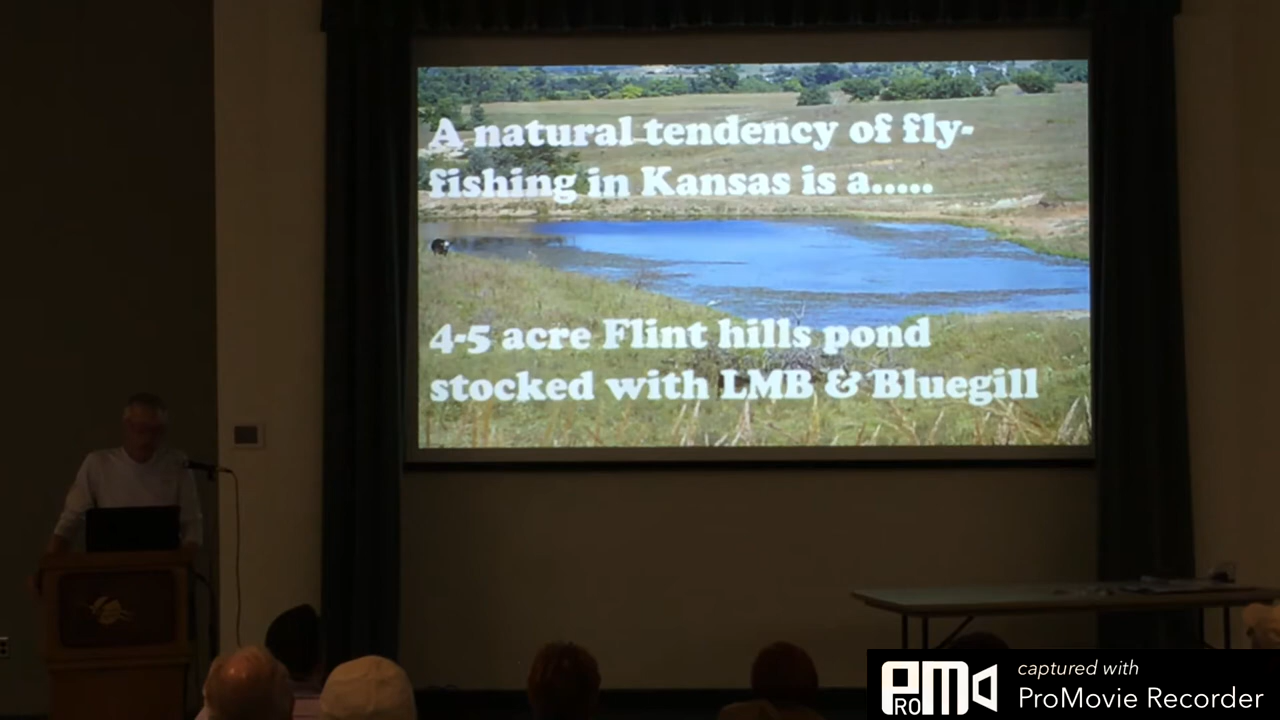 A natural tendency of fly-
fishing in Kansas is a.....
4-5 acre Flint hills pond
stocked with LMB & Bluegill
PRO M
captured with
ProMovie Recorder